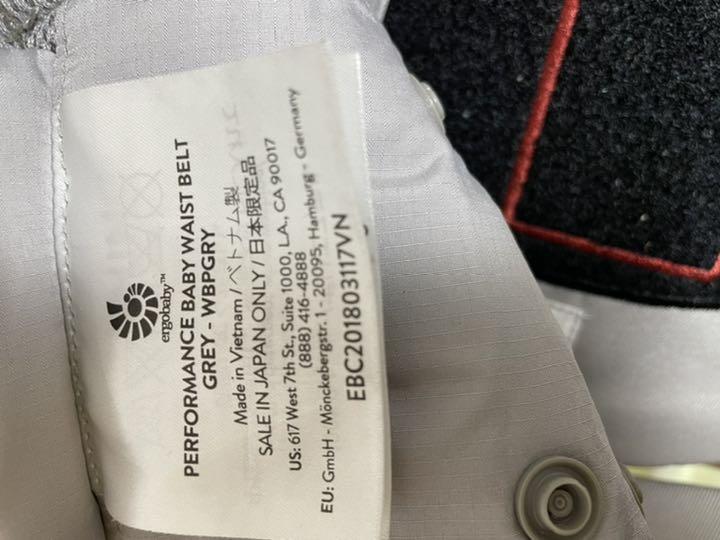 ergobaby™
PERFORMANCE BABY WAIST BELT
GREY - WBPGRY
Made in Vietnam / ベトナム製
SALE IN JAPAN ONLY / 日本限定品
US: 617 West 7th St., Suite 1000, L.A., CA 90017
(888) 416-4888
EU: GmbH - Mönckebergstr. 1 - 20095, Hamburg - Germany
EBC201803117VN